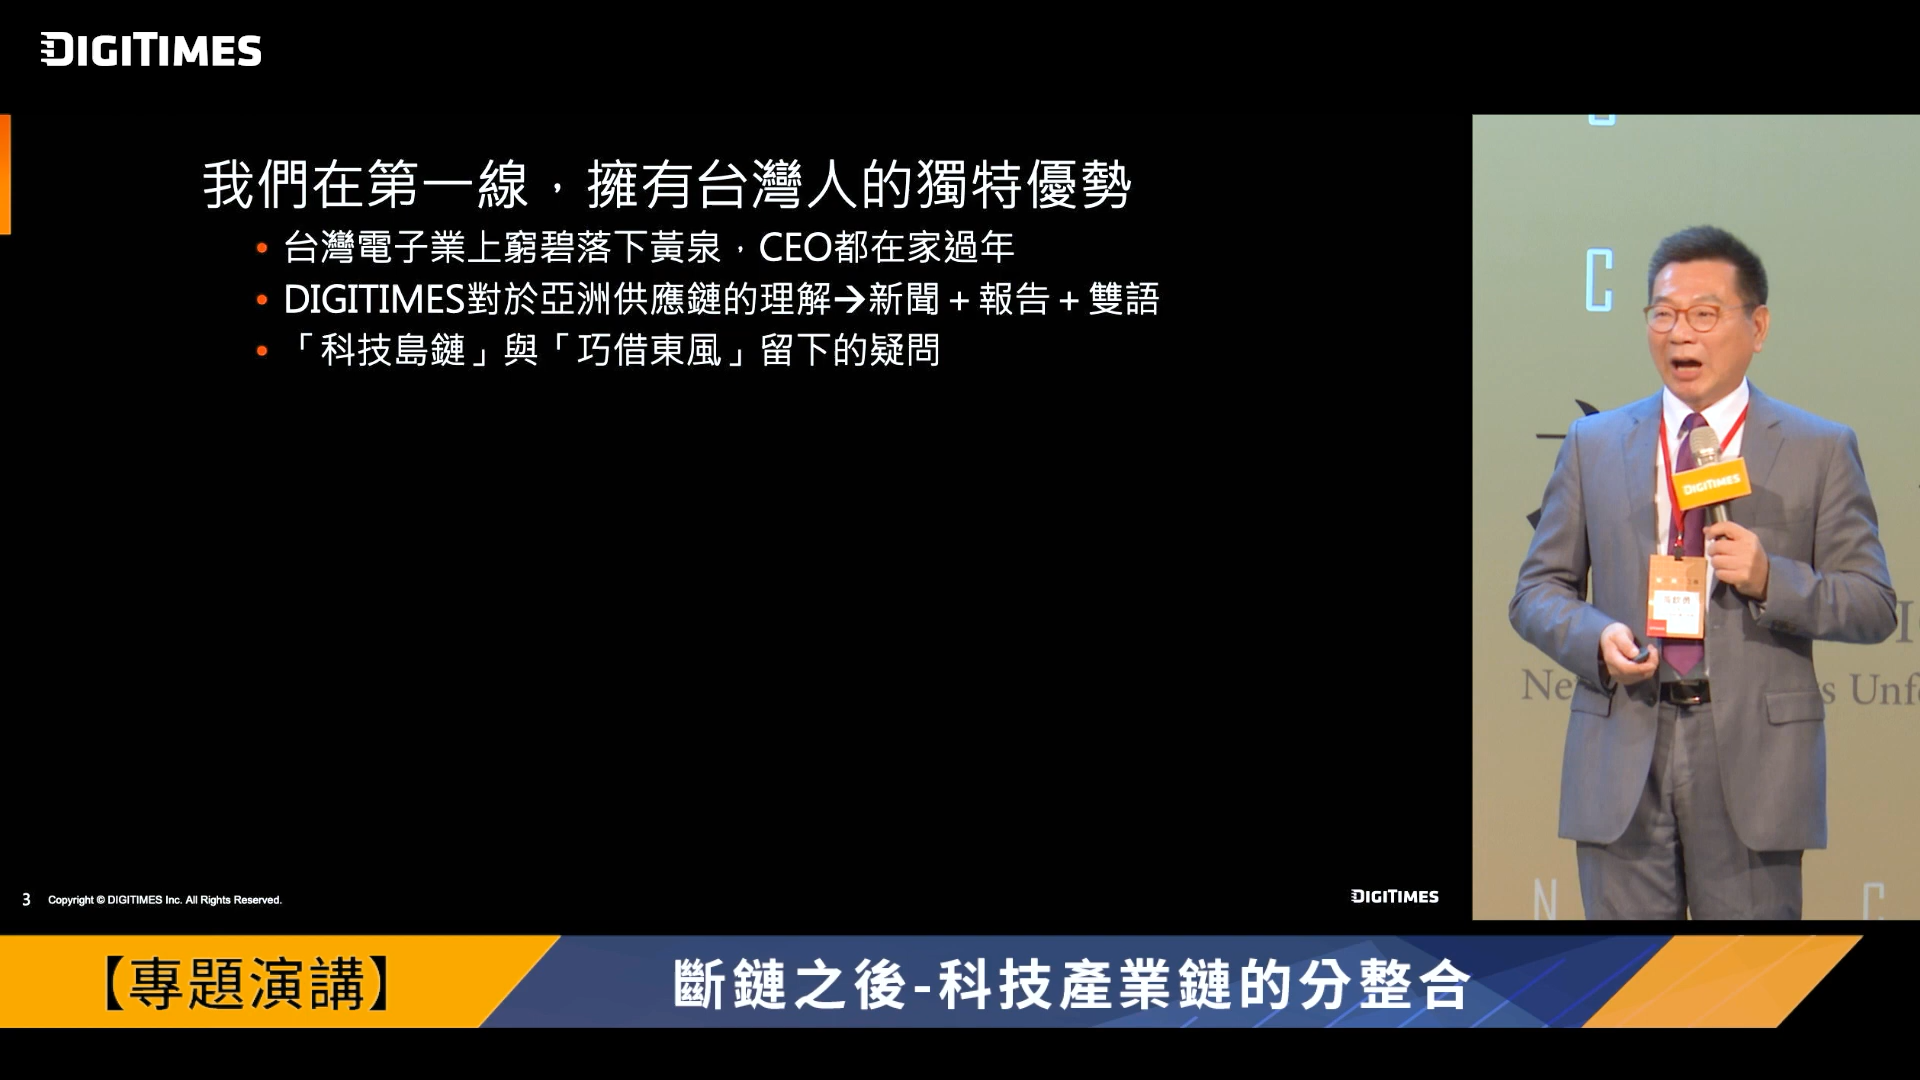 DIGITIMES
我們在第一線，擁有台灣人的獨特優勢
• 台灣電子業上窮碧落下黃泉，CEO都在家過年
• DIGITIMES對於亞洲供應鏈的理解→新聞＋報告＋雙語
• 「科技島鏈」與「巧借東風」留下的疑問
C
DIGITIMES
Ne
s Unf
N
C
3 Copyright © DIGITIMES Inc. All Rights Reserved.
DIGITIMES
【專題演講】
斷鏈之後-科技產業鏈的分整合